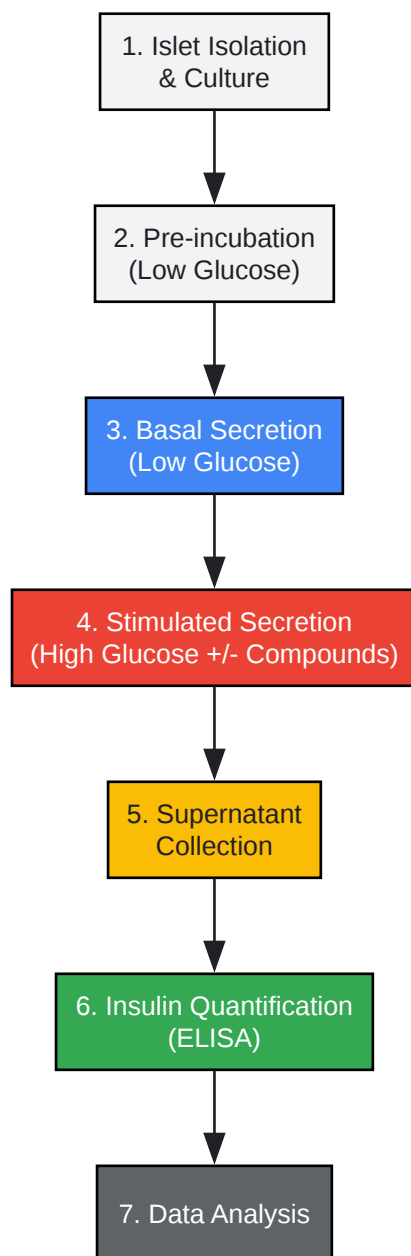 1. Islet Isolation
& Culture
2. Pre-incubation
(Low Glucose)
3. Basal Secretion
(Low Glucose)
4. Stimulated Secretion
(High Glucose +/- Compounds)
5. Supernatant
Collection
6. Insulin Quantification
(ELISA)
7. Data Analysis